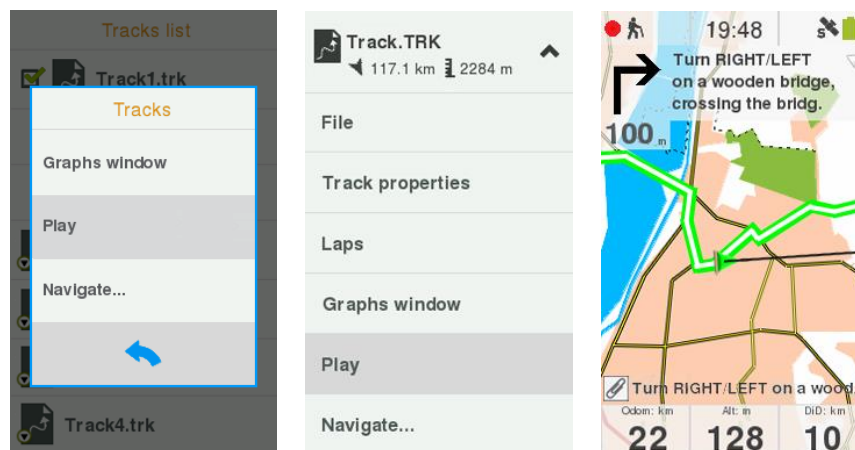 Tracks list
Track1.trk
Tracks
Graphs window
Play
Navigate...
Track4.trk
Track.TRK
117.1 km 2284 m
File
Track properties
Laps
Graphs window
Play
Navigate...
19:48
S
Turn RIGHT/LEFT
on a wooden bridge,
crossing the bridg.
100 m
Turn RIGHT/LEFT on a wood
Odom: km Alt: m DiD: km
22 128 10